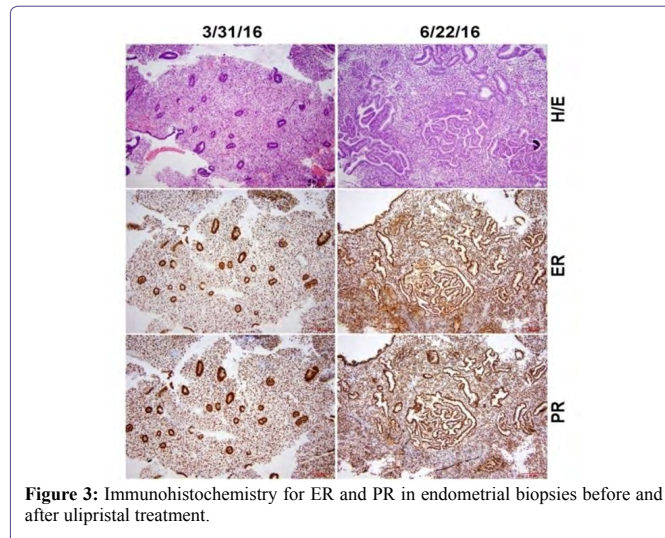 3/31/16 6/22/16
H/E
ER
PR
Figure 3: Immunohistochemistry for ER and PR in endometrial biopsies before and
after ulipristal treatment.